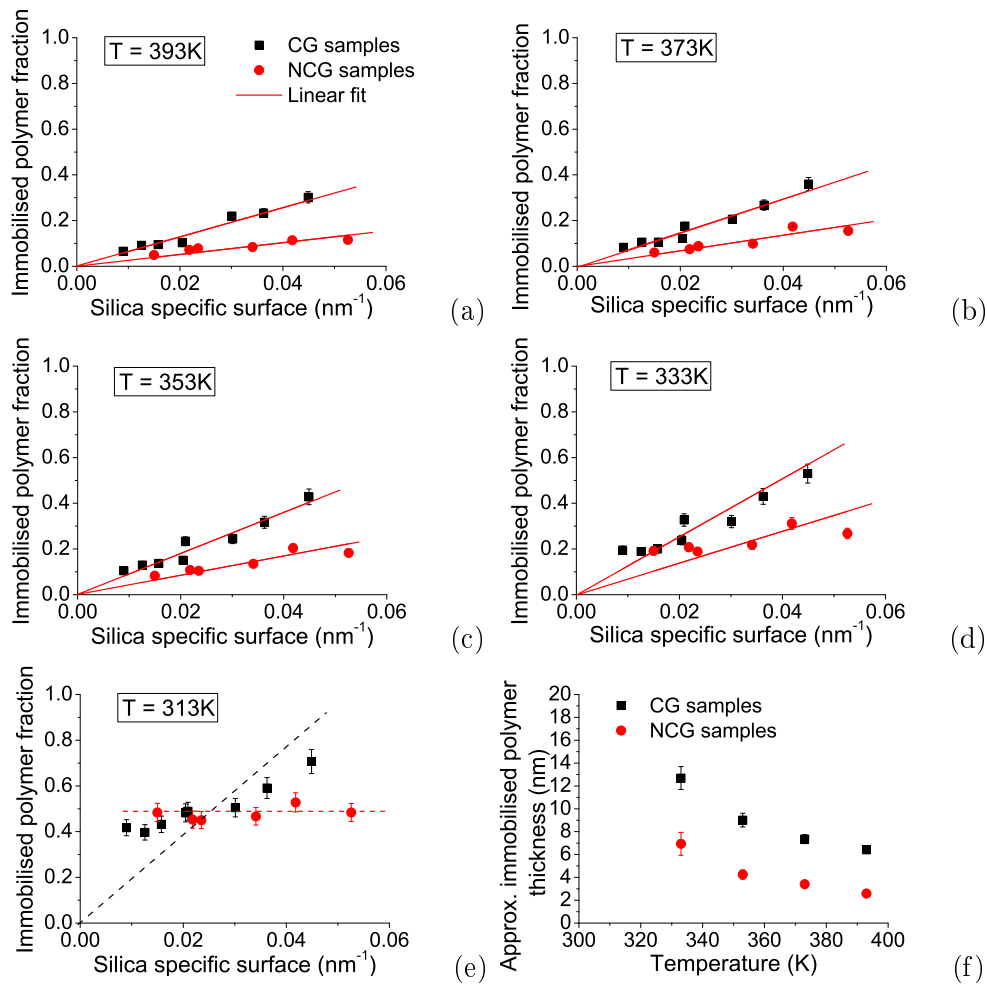 Immobilised polymer fraction
1.0
0.8
0.6
0.4
0.2
0.0
T = 393K
CG samples
NCG samples
Linear fit
0.00 0.02 0.04 0.06
Silica specific surface (nm-1)
(a)
Immobilised polymer fraction
1.0
0.8
0.6
0.4
0.2
0.0
T = 373K
0.00 0.02 0.04 0.06
Silica specific surface (nm-1)
(b)
Immobilised polymer fraction
1.0
0.8
0.6
0.4
0.2
0.0
T = 353K
0.00 0.02 0.04 0.06
Silica specific surface (nm-1)
(c)
Immobilised polymer fraction
1.0
0.8
0.6
0.4
0.2
0.0
T = 333K
0.00 0.02 0.04 0.06
Silica specific surface (nm-1)
(d)
Immobilised polymer fraction
1.0
0.8
0.6
0.4
0.2
0.0
T = 313K
0.00 0.02 0.04 0.06
Silica specific surface (nm-1)
(e)
Approx. immobilised polymer
thickness (nm)
20
18
16
14
12
10
8
6
4
2
0
CG samples
NCG samples
300 320 340 360 380 400
Temperature (K)
(f)